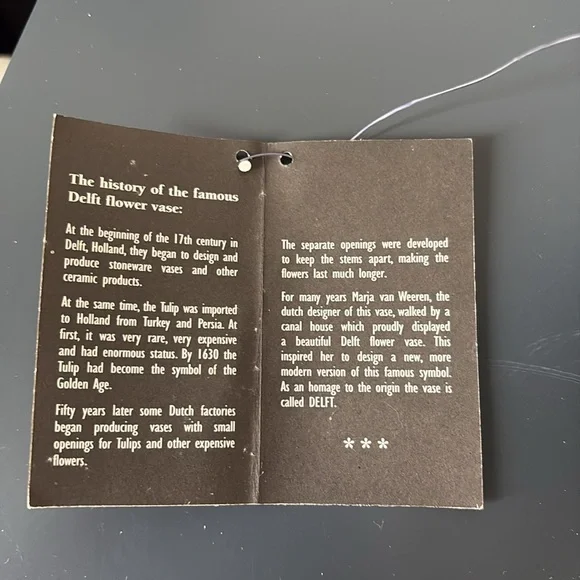 The history of the famous
Delft flower vase:
At the beginning of the 17th century in
Delft, Holland, they began to design and
produce stoneware vases and other
ceramic products.
At the same time, the Tulip was imported
to Holland from Turkey and Persia. At
first, it was very rare, very expensive
and had enormous status. By 1630 the
Tulip had become the symbol of the
Golden Age.
Fifty years later some Dutch factories
began producing vases with small
openings for Tulips and other expensive
flowers.
The separate openings were developed
to keep the stems apart, making the
flowers last much longer.
For many years Marja van Weeren, the
dutch designer of this vase, walked by a
canal house which proudly displayed
a beautiful Delft flower vase. This
inspired her to design a new, more
modern version of this famous symbol.
As an homage to the origin the vase is
called DELFT.
***